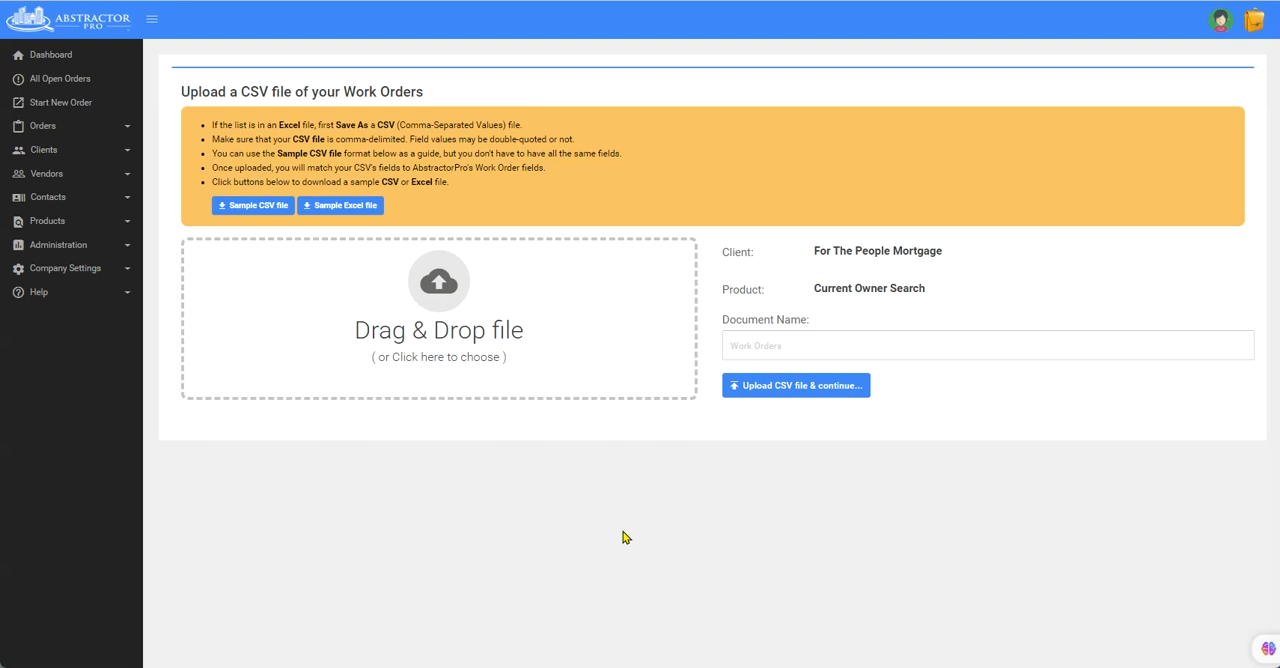 ABSTRACTOR
PRO
Dashboard
All Open Orders
Start New Order
Orders
Clients
Vendors
Contacts
Products
Administration
Company Settings
Help
Upload a CSV file of your Work Orders
If the list is in an Excel file, first Save As a CSV (Comma-Separated Values) file.
Make sure that your CSV file is comma-delimited. Field values may be double-quoted or not.
You can use the Sample CSV file format below as a guide, but you don't have to have all the same fields.
Once uploaded, you will match your CSV's fields to AbstractorPro's Work Order fields.
Click buttons below to download a sample CSV or Excel file.
Sample CSV file
Sample Excel file
Drag & Drop file
( or Click here to choose )
Client: For The People Mortgage
Product: Current Owner Search
Document Name:
Work Orders
Upload CSV file & continue...